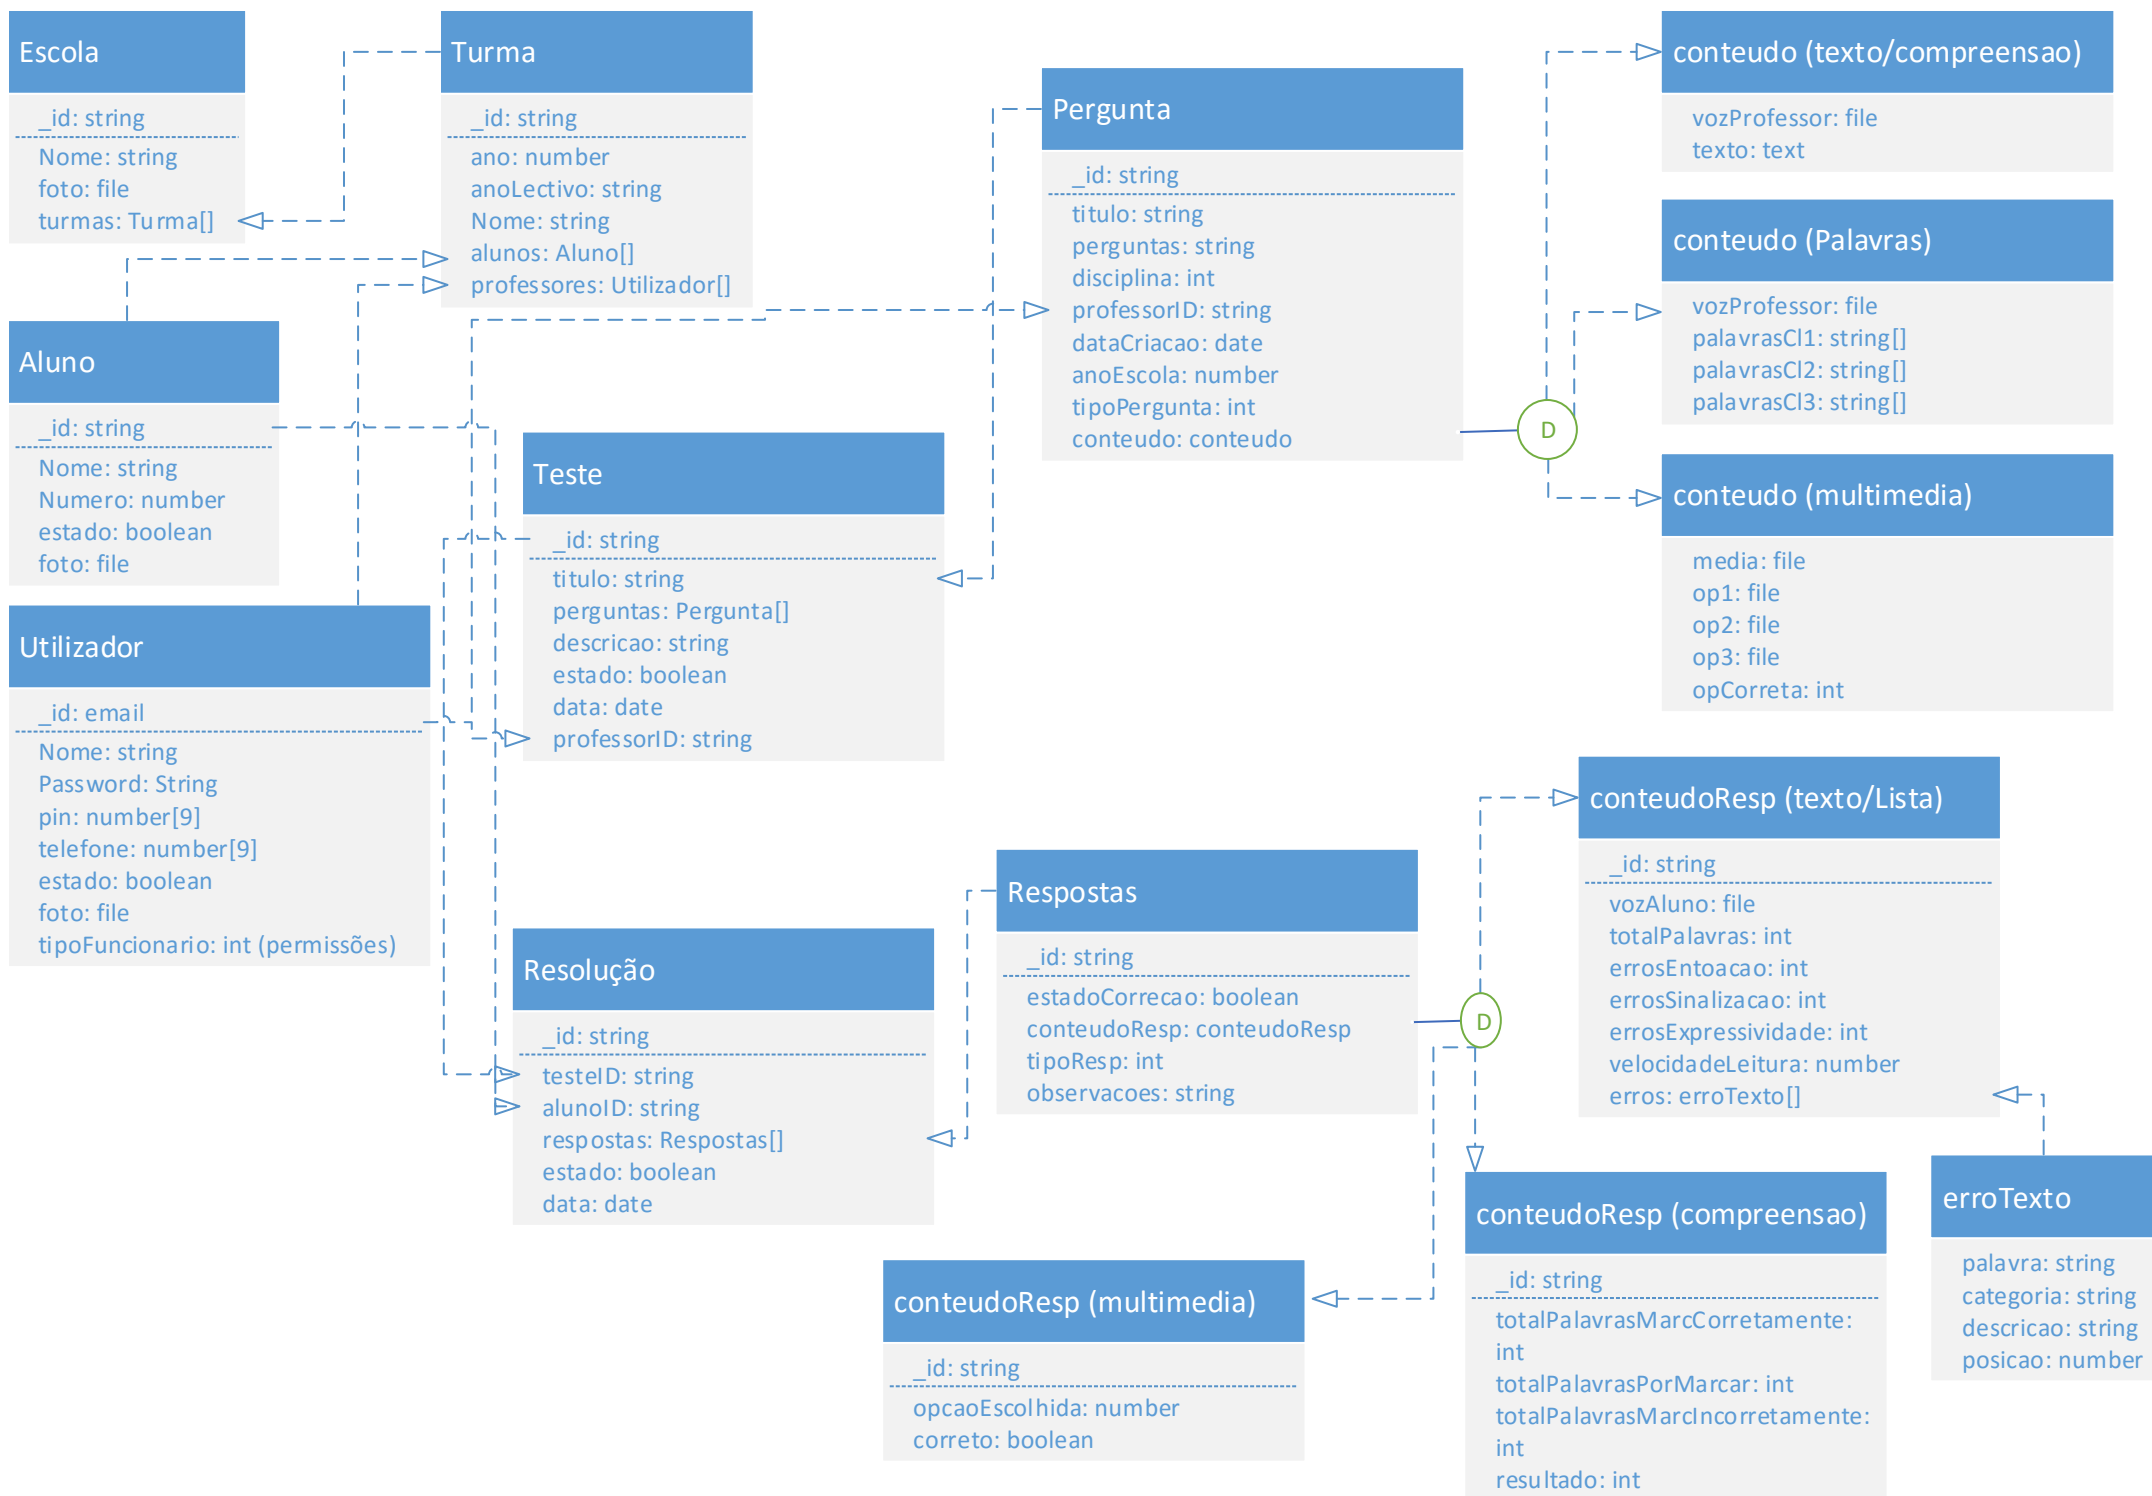 Escola
_id: string
Nome: string
foto: file
turmas: Turma[]
Turma
_id: string
ano: number
anoLectivo: string
Nome: string
alunos: Aluno[]
professores: Utilizador[]
Pergunta
_id: string
titulo: string
perguntas: string
disciplina: int
professorID: string
dataCriacao: date
anoEscola: number
tipoPergunta: int
conteudo: conteudo
D
conteudo (texto/compreensao)
vozProfessor: file
texto: text
conteudo (Palavras)
vozProfessor: file
palavrasCl1: string[]
palavrasCl2: string[]
palavrasCl3: string[]
conteudo (multimedia)
media: file
op1: file
op2: file
op3: file
opCorreta: int
Aluno
_id: string
Nome: string
Numero: number
estado: boolean
foto: file
Teste
_id: string
titulo: string
perguntas: Pergunta[]
descricao: string
estado: boolean
data: date
professorID: string
Utilizador
_id: email
Nome: string
Password: String
pin: number[9]
telefone: number[9]
estado: boolean
foto: file
tipoFuncionario: int (permissões)
Resolução
_id: string
testeID: string
alunoID: string
respostas: Respostas[]
estado: boolean
data: date
Respostas
_id: string
estadoCorrecao: boolean
conteudoResp: conteudoResp
tipoResp: int
observacoes: string
D
conteudoResp (texto/Lista)
_id: string
vozAluno: file
totalPalavras: int
errosEntoacao: int
errosSinalizacao: int
errosExpressividade: int
velocidadeLeitura: number
erros: erroTexto[]
conteudoResp (multimedia)
_id: string
opcaoEscolhida: number
correto: boolean
conteudoResp (compreensao)
_id: string
totalPalavrasMarcCorretamente:
int
totalPalavrasPorMarcar: int
totalPalavrasMarcIncorretamente:
int
resultado: int
erroTexto
palavra: string
categoria: string
descricao: string
posicao: number